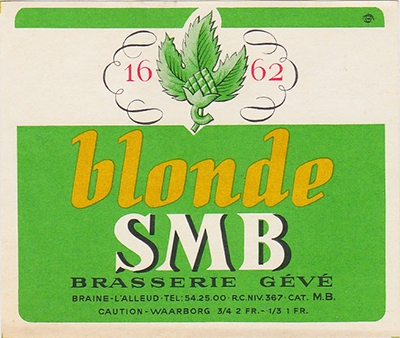 16 62
blonde
SMB
BRASSERIE GÉVÉ
BRAINE-L'ALLEUD·TEL:54.25.00·R.C.NIV.367·CAT. M.B.
CAUTION-WAARBORG 3/4 2 FR.-1/3 1 FR.